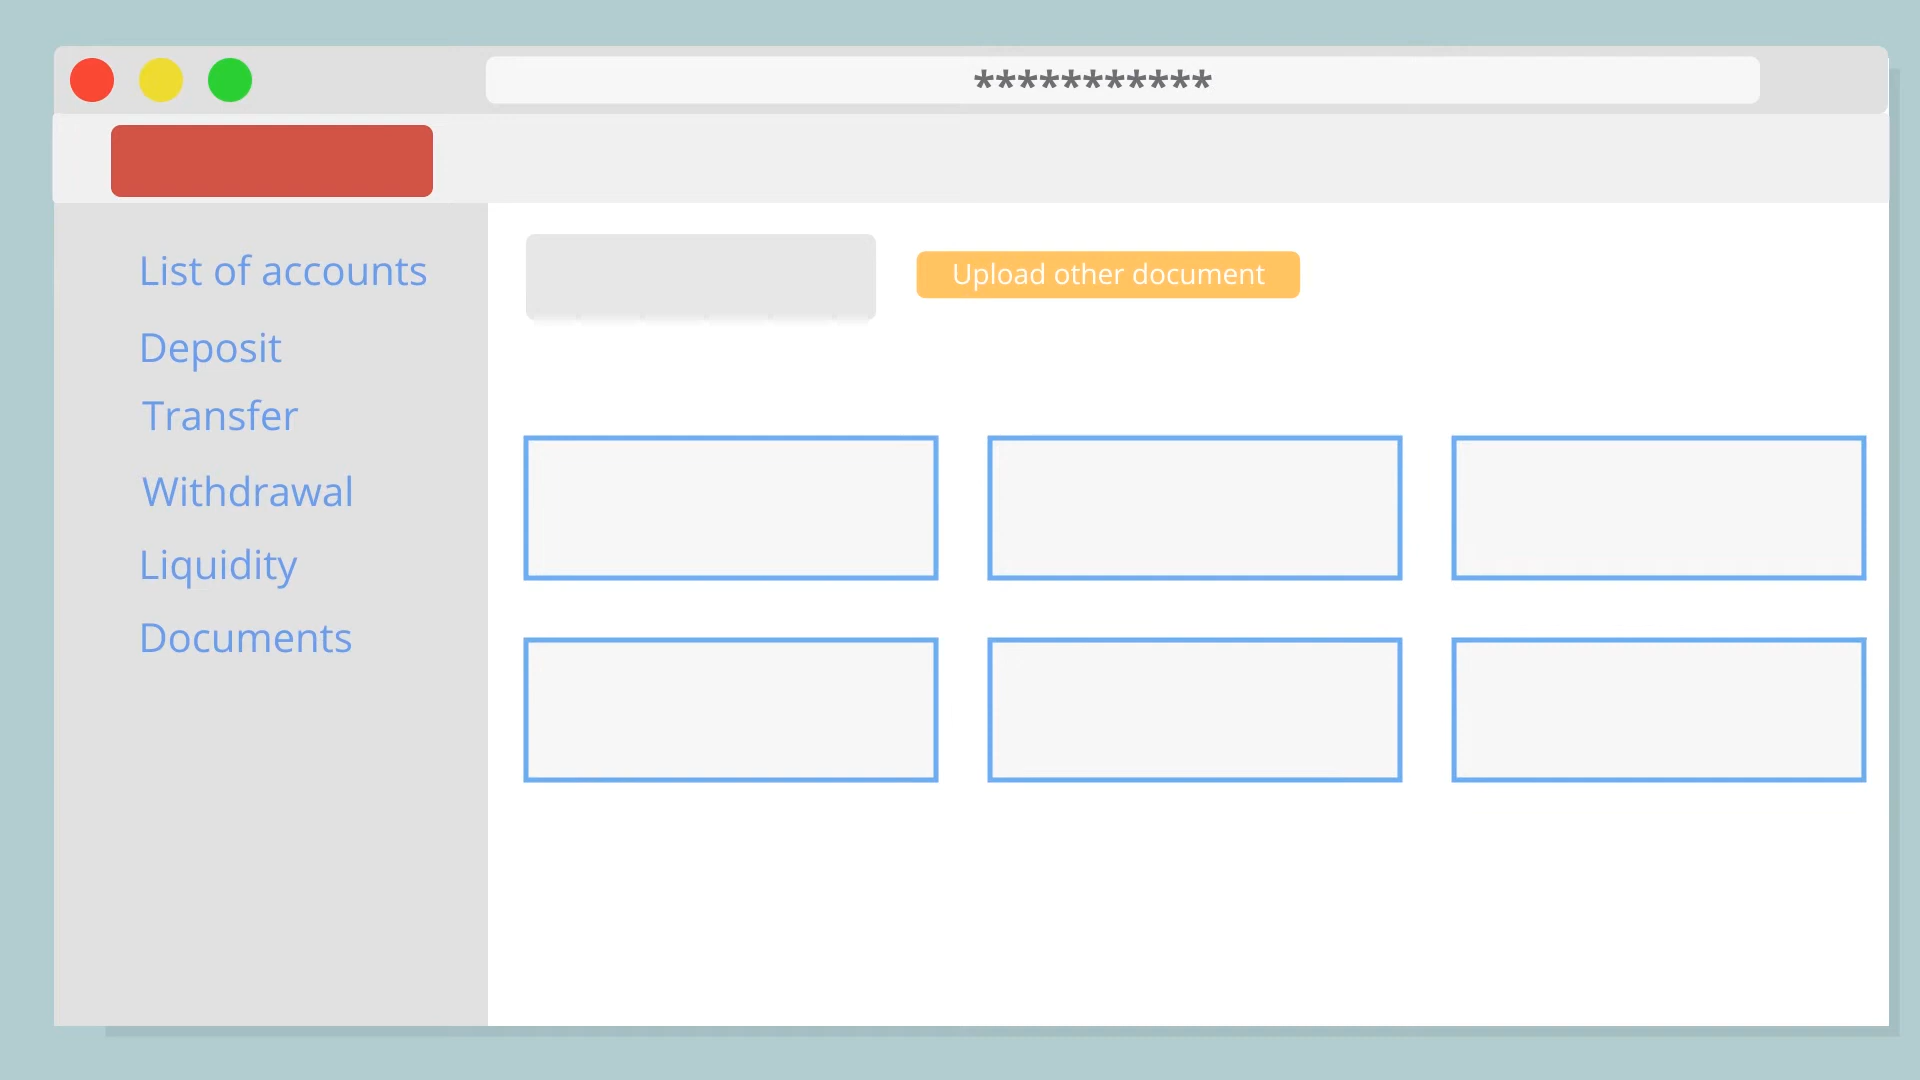 ***********
List of accounts
Deposit
Transfer
Withdrawal
Liquidity
Documents
Upload other document